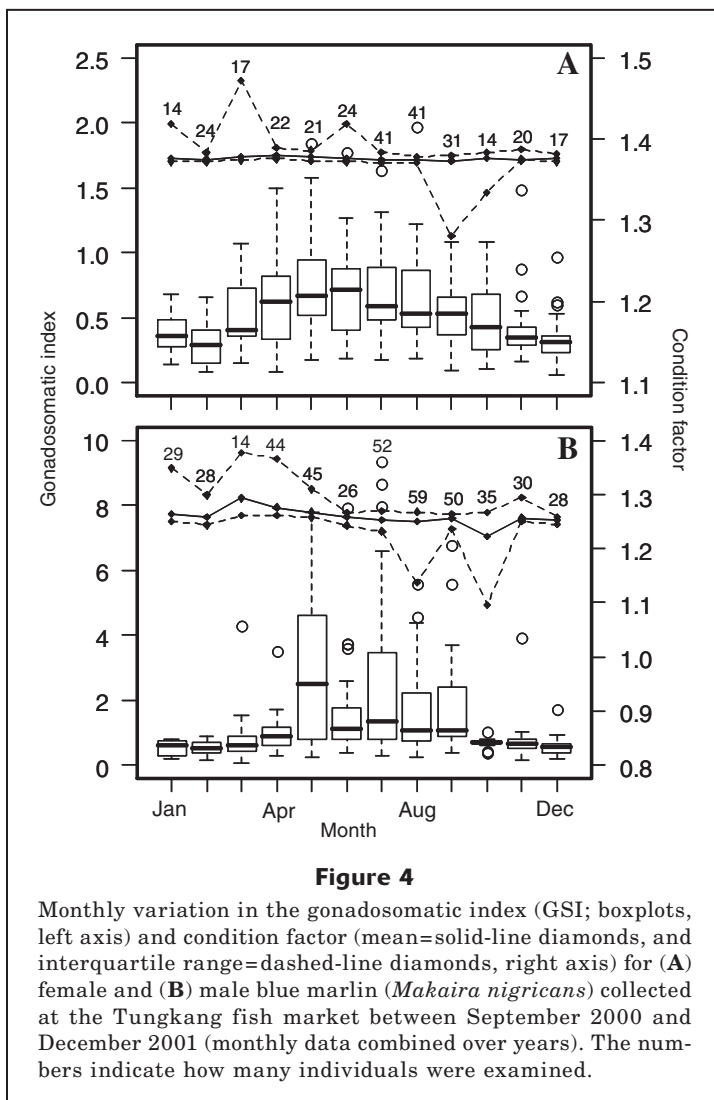 A
2.5
2.0
1.5
1.0
0.5
0.0
Gonadosomatic index
1.5
1.4
1.3
1.2
1.1
Condition factor
14 24 17 22 21 24 41 41 31 14 20 17
B
10
8
6
4
2
0
1.4
1.3
1.2
1.1
1.0
0.9
0.8
29 28 14 44 45 26 52 59 50 35 30 28
Jan Apr Aug Dec
Month
Figure 4
Monthly variation in the gonadosomatic index (GSI; boxplots,
left axis) and condition factor (mean=solid-line diamonds, and
interquartile range=dashed-line diamonds, right axis) for (A)
female and (B) male blue marlin (Makaira nigricans) collected
at the Tungkang fish market between September 2000 and
December 2001 (monthly data combined over years). The num-
bers indicate how many individuals were examined.